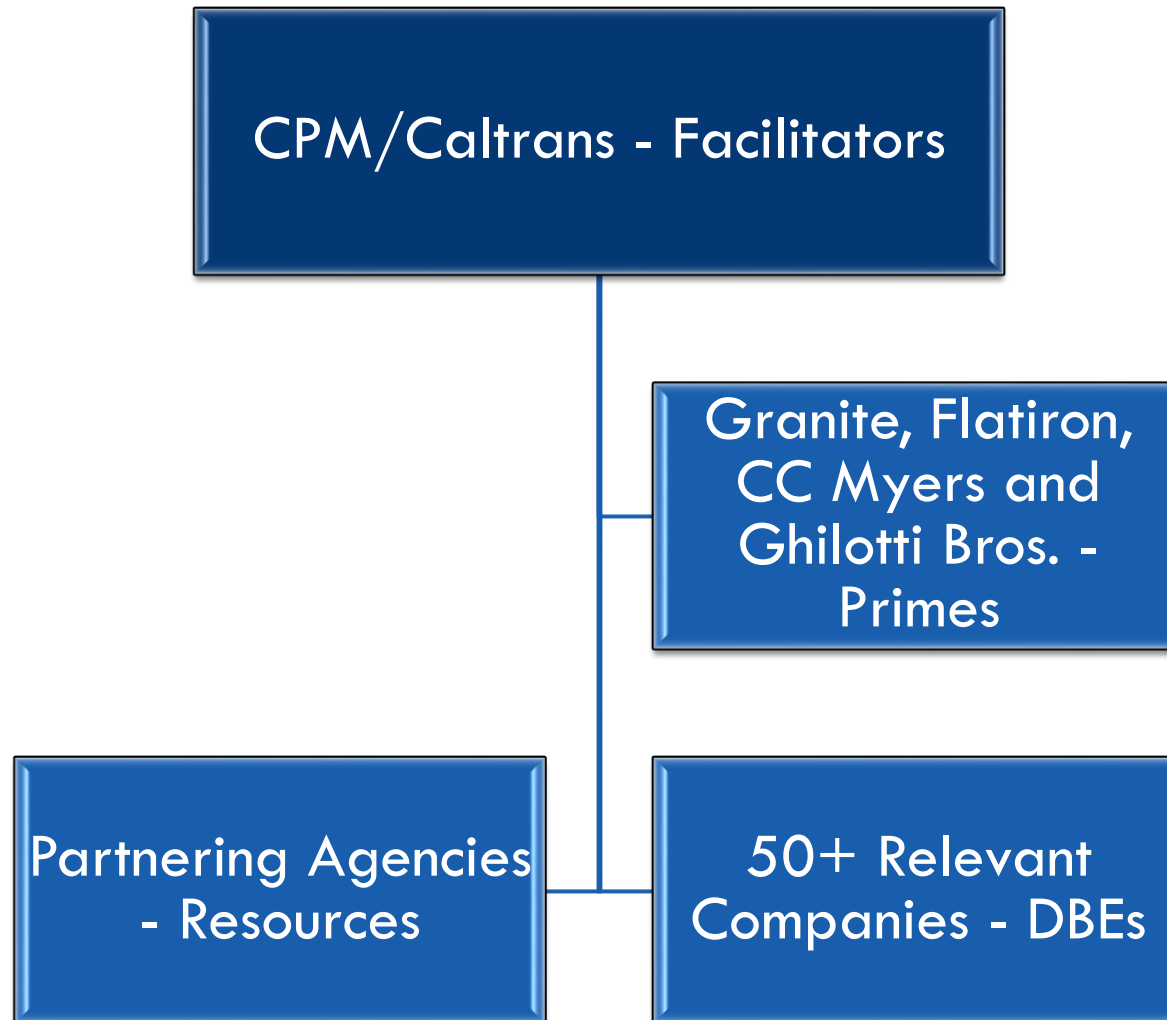 CPM/Caltrans - Facilitators
Granite, Flatiron,
CC Myers and
Ghilotti Bros. -
Primes
Partnering Agencies
- Resources
50+ Relevant
Companies - DBEs